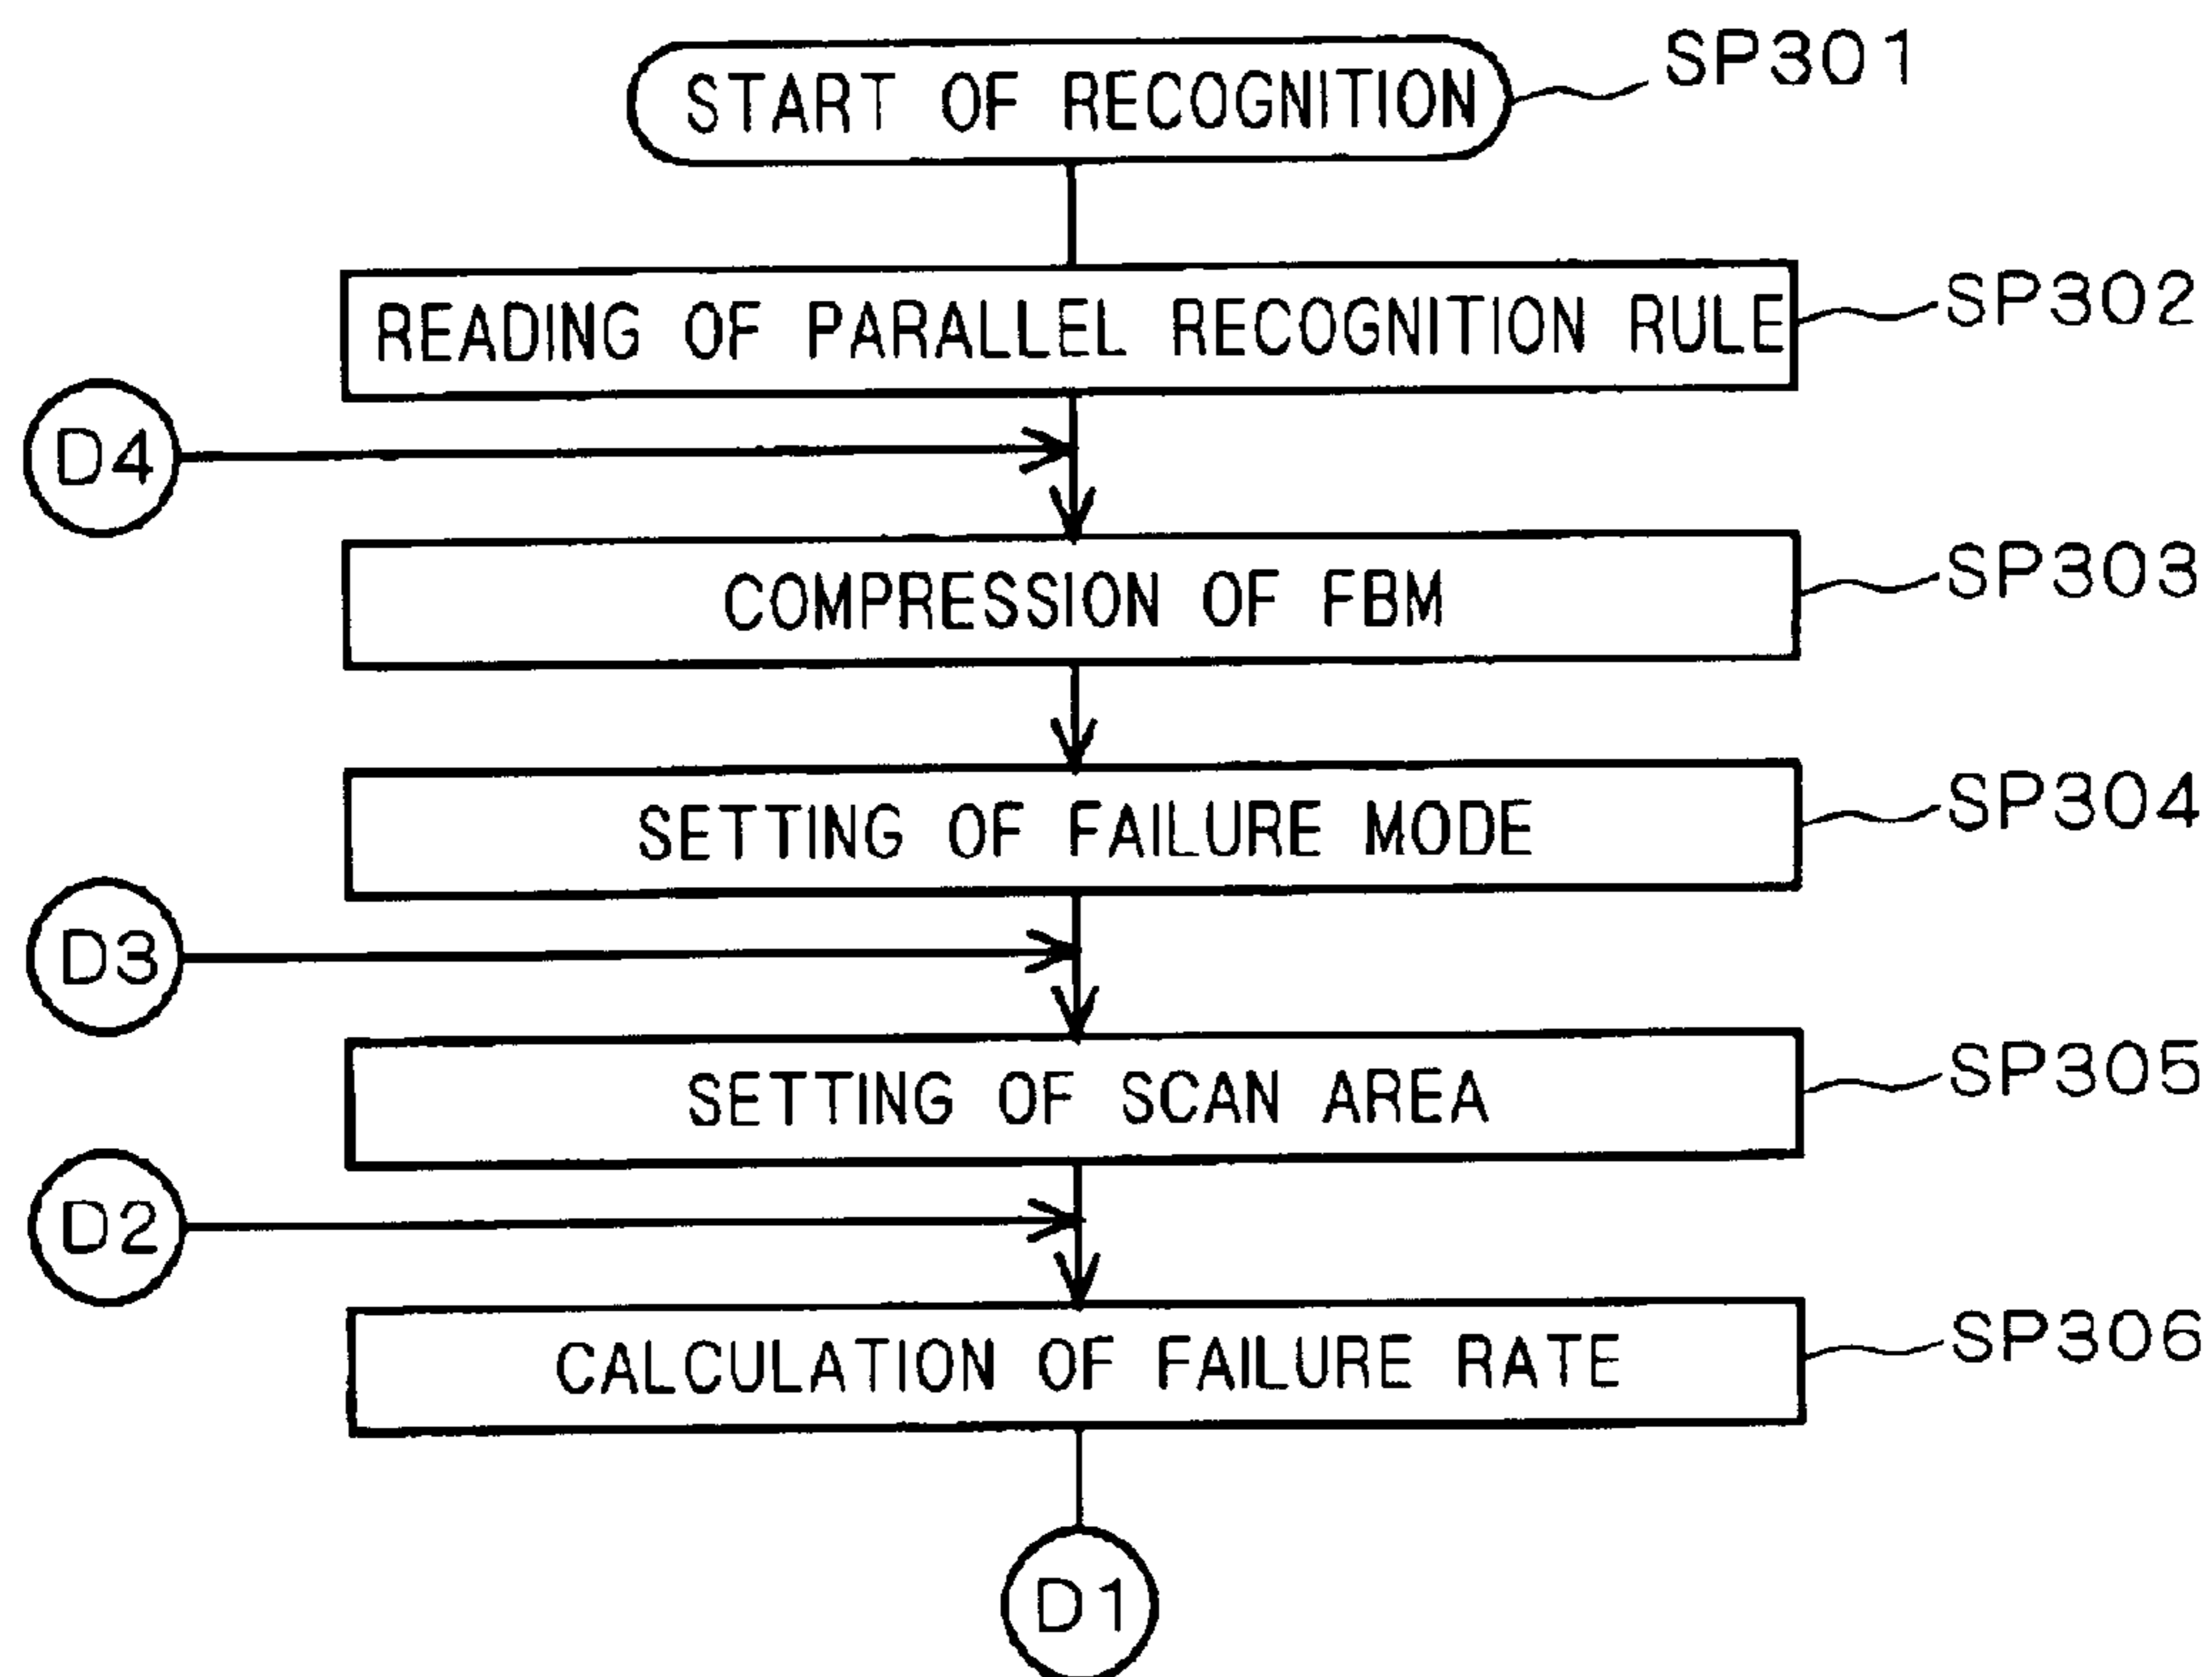 START OF RECOGNITION SP301
READING OF PARALLEL RECOGNITION RULE SP302
D4
COMPRESSION OF FBM SP303
SETTING OF FAILURE MODE SP304
D3
SETTING OF SCAN AREA SP305
D2
CALCULATION OF FAILURE RATE SP306
D1